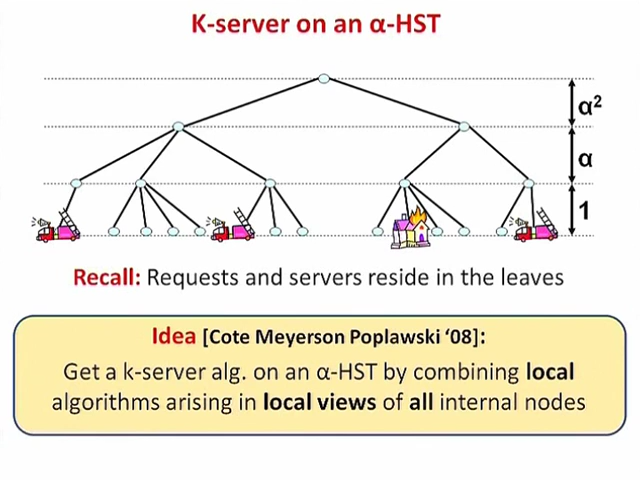 K-server on an α-HST
α²
α
1
Recall: Requests and servers reside in the leaves
Idea [Cote Meyerson Poplawski ‘08]:
Get a k-server alg. on an α-HST by combining local
algorithms arising in local views of all internal nodes